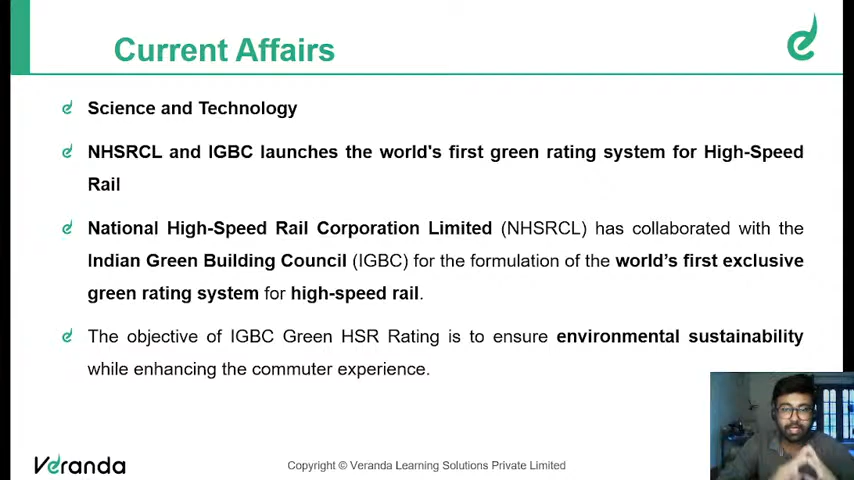 Current Affairs
Science and Technology
NHSRCL and IGBC launches the world's first green rating system for High-Speed
Rail
National High-Speed Rail Corporation Limited (NHSRCL) has collaborated with the
Indian Green Building Council (IGBC) for the formulation of the world’s first exclusive
green rating system for high-speed rail.
The objective of IGBC Green HSR Rating is to ensure environmental sustainability
while enhancing the commuter experience.
Veranda
Copyright © Veranda Learning Solutions Private Limited